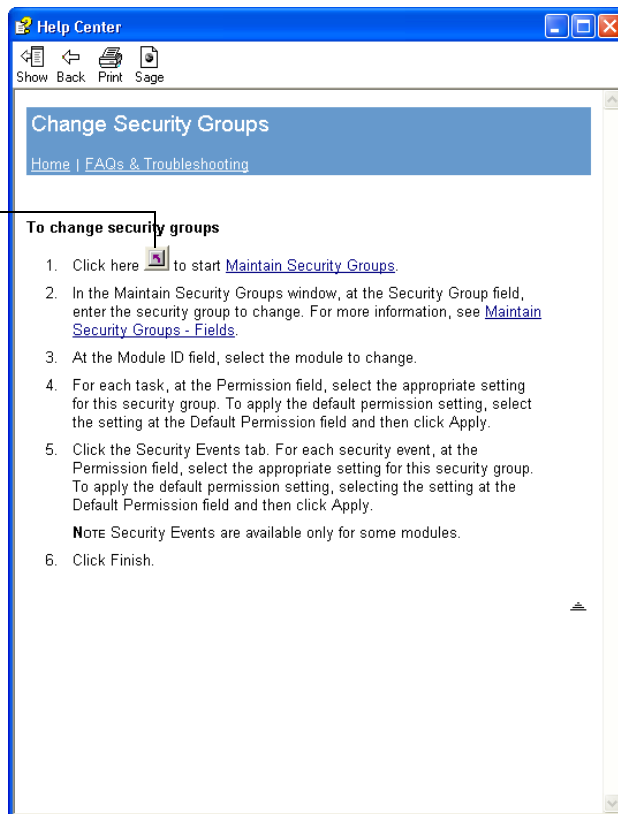 Help Center
Show Back Print Sage
Change Security Groups
Home | FAQs & Troubleshooting
To change security groups
1. Click here to start Maintain Security Groups.
2. In the Maintain Security Groups window, at the Security Group field,
enter the security group to change. For more information, see Maintain
Security Groups - Fields.
3. At the Module ID field, select the module to change.
4. For each task, at the Permission field, select the appropriate setting
for this security group. To apply the default permission setting, select
the setting at the Default Permission field and then click Apply.
5. Click the Security Events tab. For each security event, at the
Permission field, select the appropriate setting for this security group.
To apply the default permission setting, selecting the setting at the
Default Permission field and then click Apply.
NOTE Security Events are available only for some modules.
6. Click Finish.